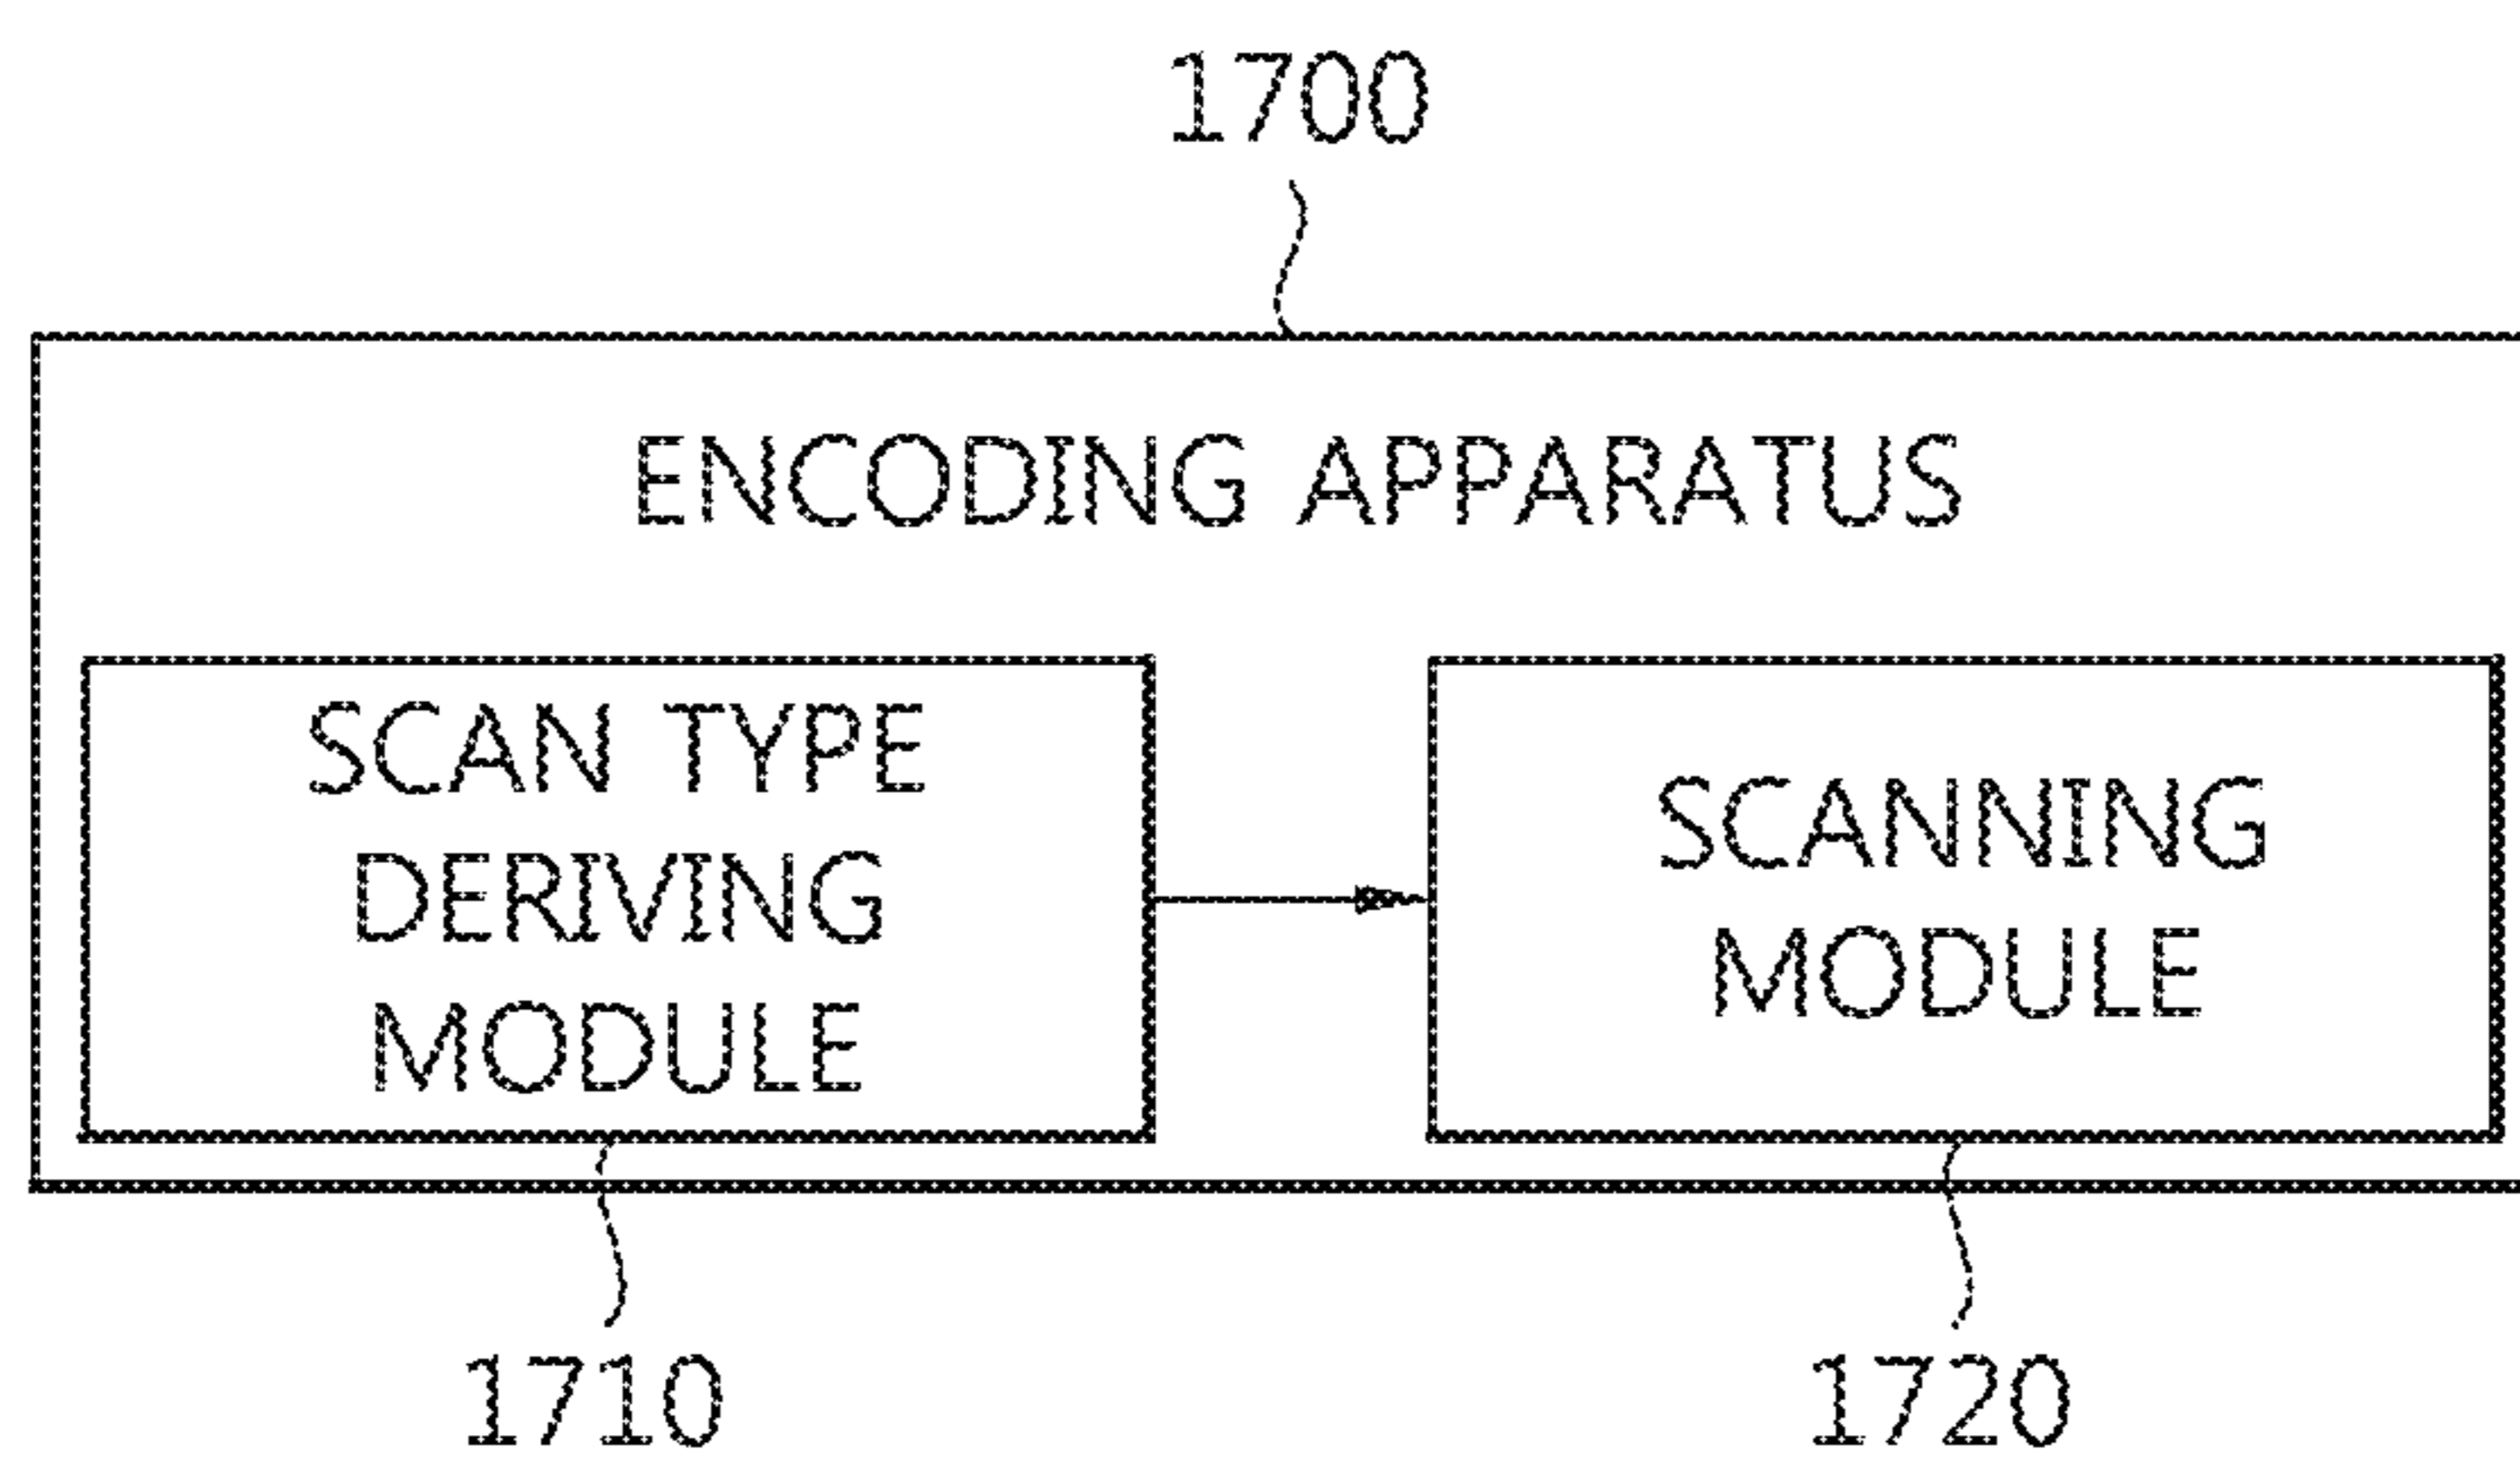 1700
ENCODING APPARATUS
SCAN TYPE
DERIVING
MODULE
SCANNING
MODULE
1710
1720